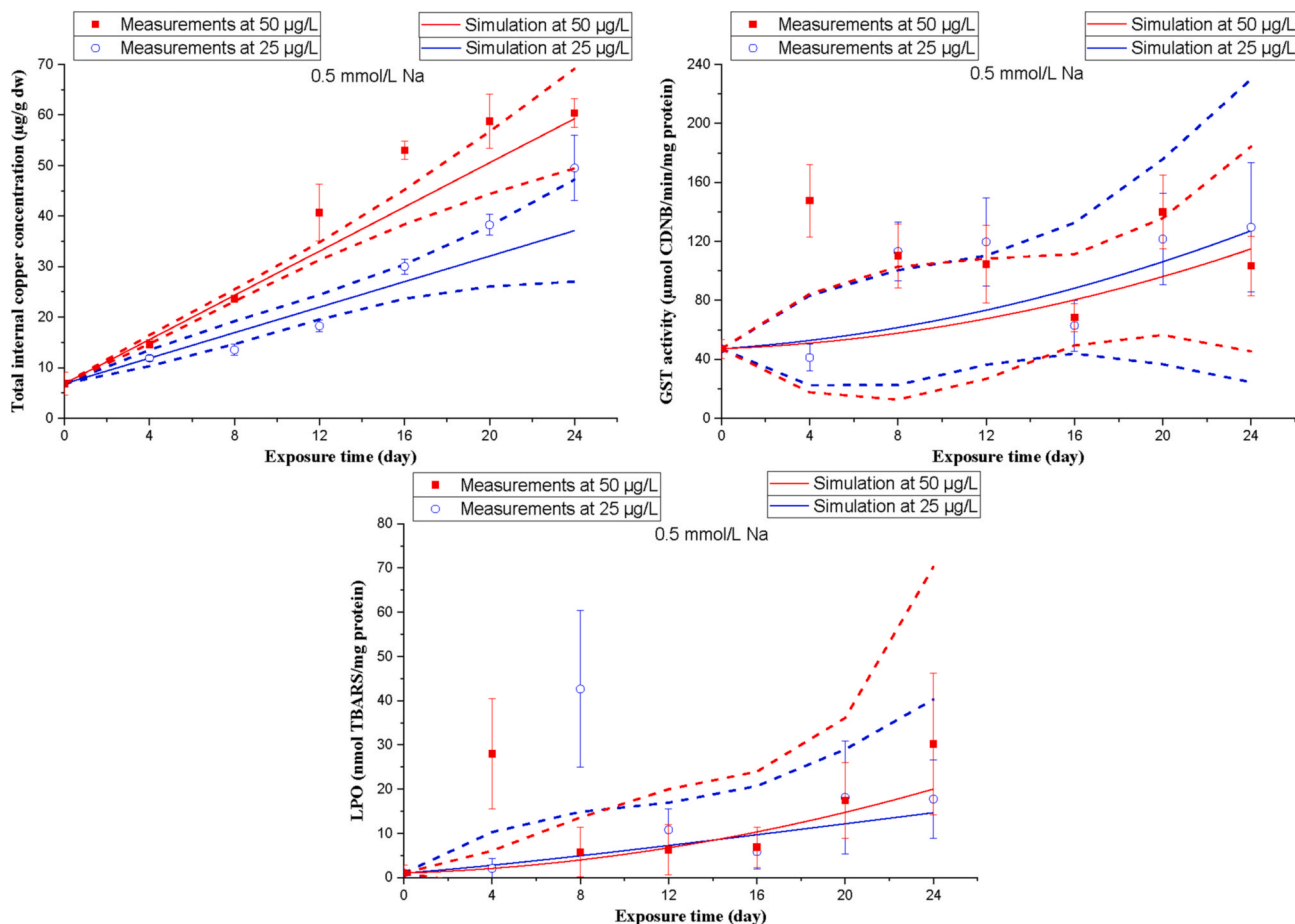 Measurements at 50 µg/L Simulation at 50 µg/L
Measurements at 25 µg/L Simulation at 25 µg/L
0.5 mmol/L Na
Total internal copper concentration (µg/g dw)
70
60
50
40
30
20
10
0
0 4 8 12 16 20 24
Exposure time (day)
Measurements at 50 µg/L Simulation at 50 µg/L
Measurements at 25 µg/L Simulation at 25 µg/L
0.5 mmol/L Na
GST activity (µmol CDNB/min/mg protein)
240
200
160
120
80
40
0
0 4 8 12 16 20 24
Exposure time (day)
Measurements at 50 µg/L Simulation at 50 µg/L
Measurements at 25 µg/L Simulation at 25 µg/L
0.5 mmol/L Na
LPO (nmol TBARS/mg protein)
80
70
60
50
40
30
20
10
0
0 4 8 12 16 20 24
Exposure time (day)